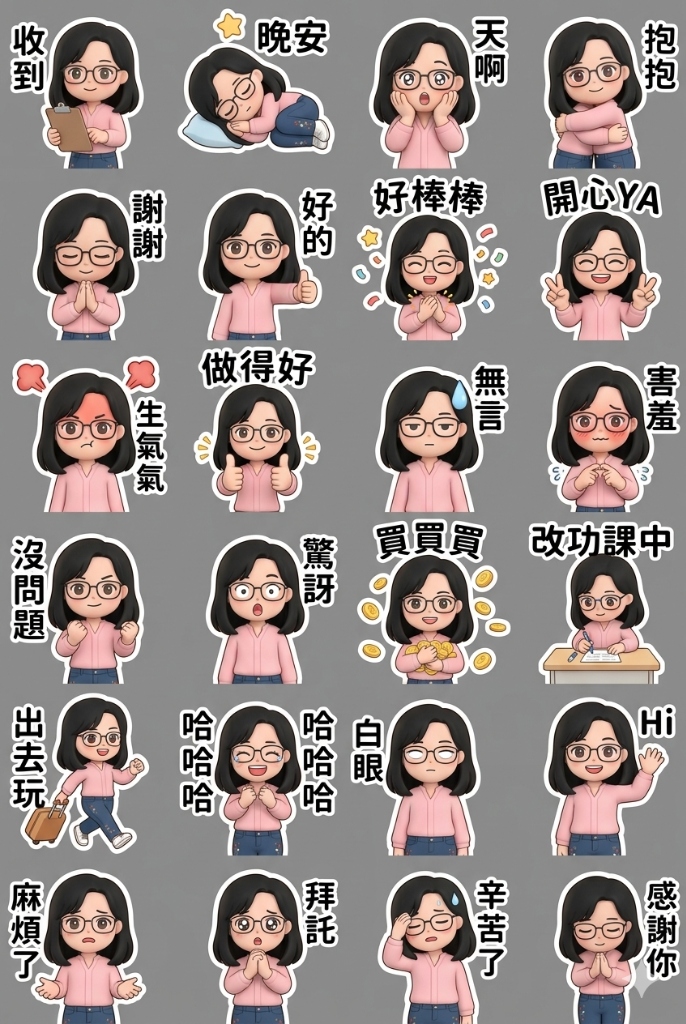 收到
晚安
天啊
抱抱
謝謝
好的
好棒棒
開心YA
生氣氣
做得好
無言
害羞
沒問題
驚訝
買買買
改功課中
出去玩
哈哈哈
哈哈哈
白眼
Hi
麻煩了
拜託
辛苦了
感謝你